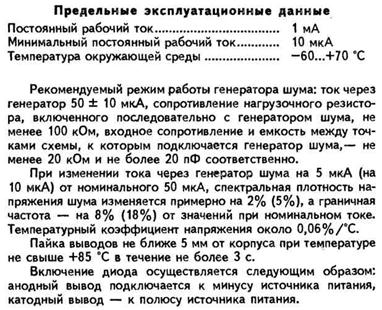 Предельные эксплуатационные данные
Постоянный рабочий ток............................ 1 мА
Минимальный постоянный рабочий ток........... 10 мкА
Температура окружающей среды ................... −60...+70 °C
Рекомендуемый режим работы генератора шума: ток через
генератор 50 ± 10 мкА, сопротивление нагрузочного резисто-
ра, включенного последовательно с генератором шума, не
менее 100 кОм, входное сопротивление и емкость между точ-
ками схемы, к которым подключается генератор шума,— не
менее 20 кОм и не более 20 пФ соответственно.
При изменении тока через генератор шума на 5 мкА (на
10 мкА) от номинального 50 мкА, спектральная плотность на-
пряжения шума изменяется примерно на 2% (5%), а граничная
частота — на 8% (18%) от значений при номинальном токе.
Температурный коэффициент напряжения около 0,06%/°C.
Пайка выводов не ближе 5 мм от корпуса при температуре
не свыше +85 °C в течение не более 3 с.
Включение диода осуществляется следующим образом:
анодный вывод подключается к минусу источника питания,
катодный вывод — к полюсу источника питания.